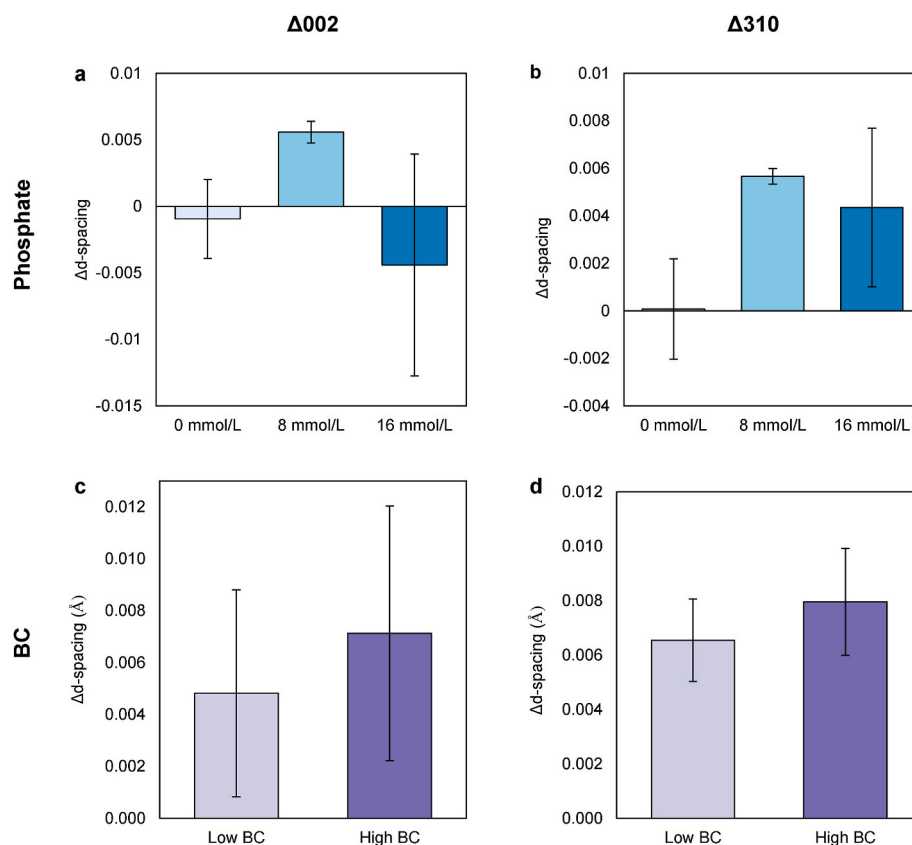 Δ002
Δ310
Phosphate
a
0.01
0.005
0
-0.005
-0.01
-0.015
Δd-spacing
0 mmol/L 8 mmol/L 16 mmol/L
b
0.01
0.008
0.006
0.004
0.002
0
-0.002
-0.004
Δd-spacing
0 mmol/L 8 mmol/L 16 mmol/L
BC
c
0.012
0.010
0.008
0.006
0.004
0.002
0.000
Δd-spacing (Å)
Low BC High BC
d
0.012
0.010
0.008
0.006
0.004
0.002
0.000
Δd-spacing (Å)
Low BC High BC